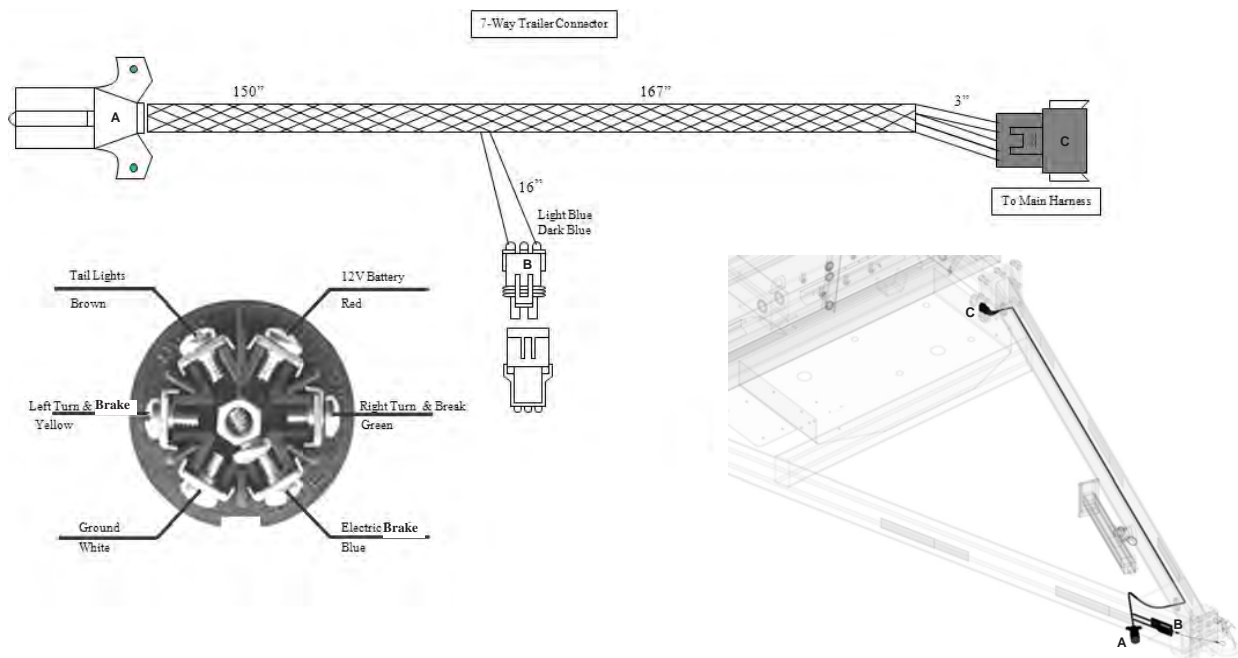 7-Way Trailer Connector
150”
167”
3”
A
C
16”
To Main Harness
Light Blue
Dark Blue
B
Tail Lights
Brown
12V Battery
Red
Left Turn & Brake
Yellow
Right Turn & Break
Green
Ground
White
Electric Brake
Blue
C
B
A